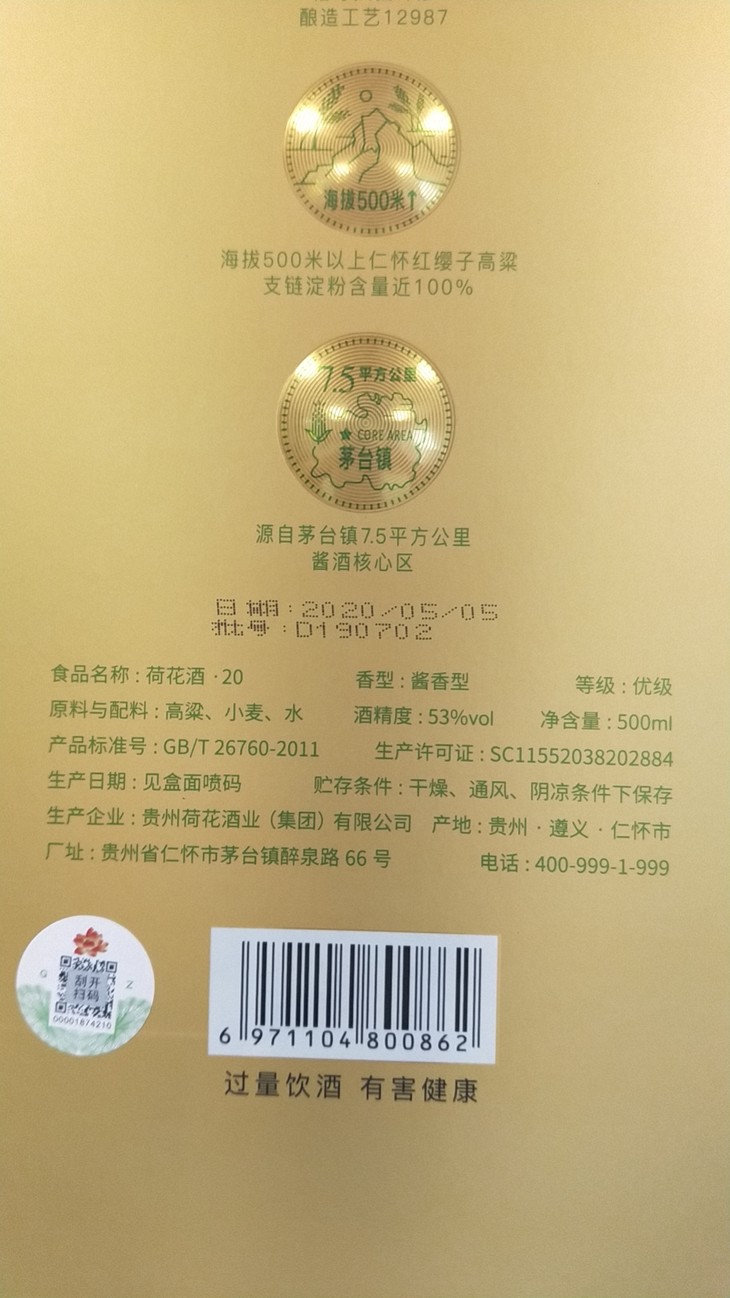 酿造工艺12987
海拔500米↑
海拔500米以上仁怀红缨子高粱
支链淀粉含量近100%
7.5平方公里
CORE AREA
茅台镇
源自茅台镇7.5平方公里
酱酒核心区
日期:2020/05/05
批号:D190702
食品名称:荷花酒·20 香型:酱香型 等级:优级
原料与配料:高粱、小麦、水 酒精度:53%vol 净含量:500ml
产品标准号:GB/T 26760-2011 生产许可证:SC11552038202884
生产日期:见盒面喷码 贮存条件:干燥、通风、阴凉条件下保存
生产企业:贵州荷花酒业（集团）有限公司 产地:贵州·遵义·仁怀市
厂址:贵州省仁怀市茅台镇醉泉路 66 号 电话:400-999-1-999
刮开
扫码
00001874210
6 971104 800862
过量饮酒 有害健康